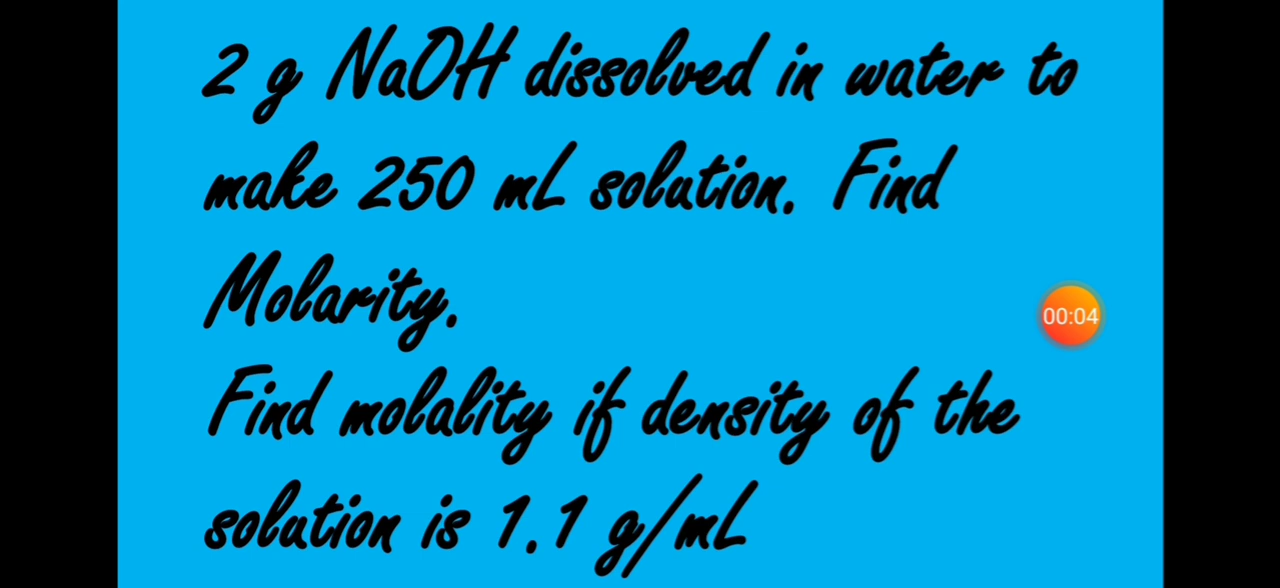 2 g NaOH dissolved in water to
make 250 mL solution. Find
Molarity.
00:04
Find molality if density of the
solution is 1.1 g/mL